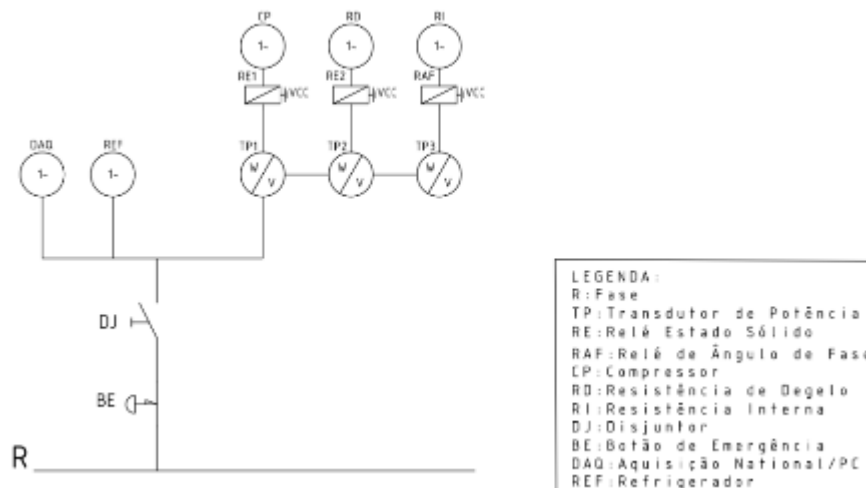 CP RD RI
1~ 1~ 1~
RE1 VCC RE2 VCC RAF VCC
TP1 TP2 TP3
DAQ REF
1~ 1~ W V W V W V
DJ
BE
R
LEGENDA:
R:Fase
TP:Transdutor de Potência
RE:Relé Estado Sólido
RAF:Relé de Ângulo de Fase
CP:Compressor
RD:Resistência de Degelo
RI:Resistência Interna
DJ:Disjuntor
BE:Botão de Emergência
DAQ:Aquisição National/PC
REF:Refrigerador